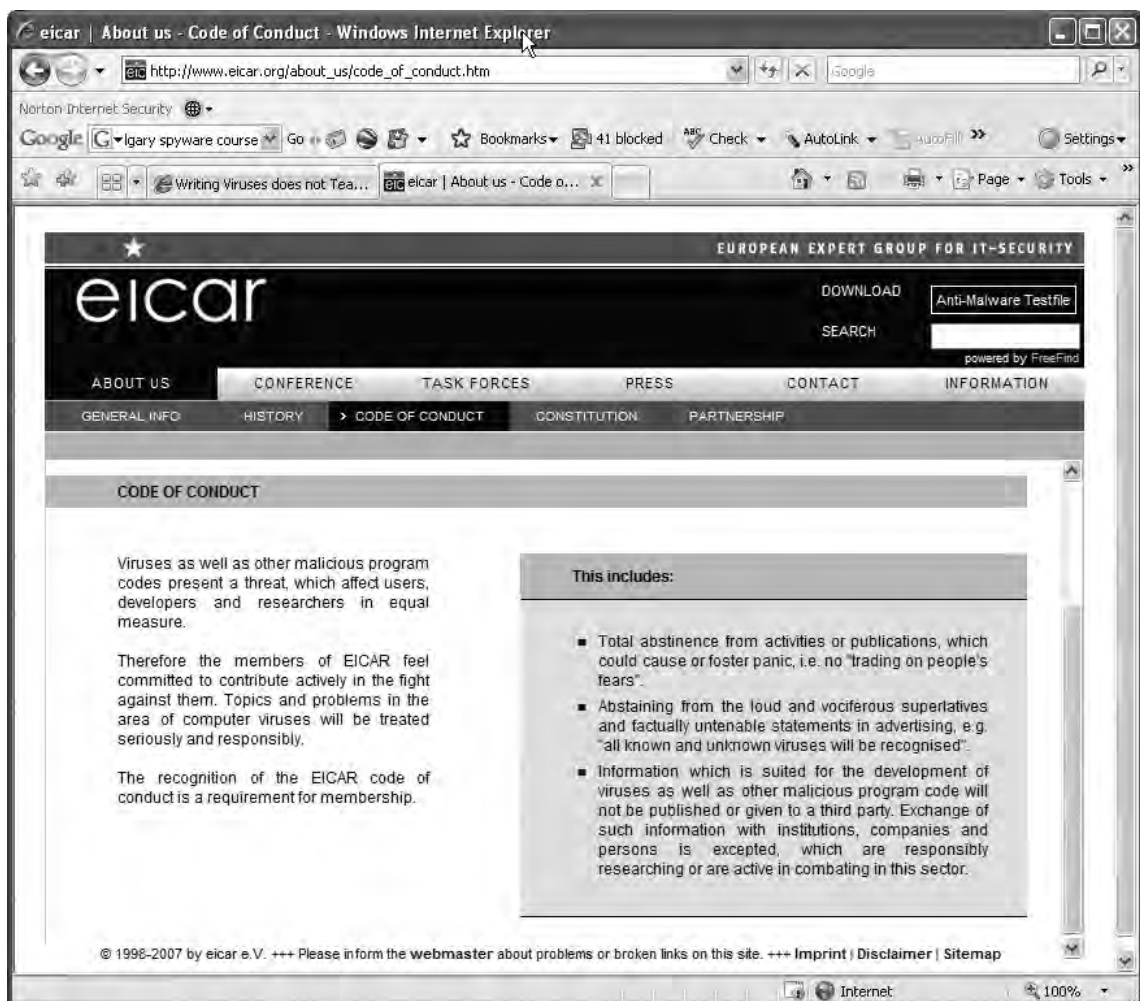 eicar | About us - Code of Conduct - Windows Internet Explorer
http://www.eicar.org/about_us/code_of_conduct.htm
Google
Norton Internet Security
Google G lgary spyware course Go Bookmarks 41 blocked ABC Check AutoLink AutoFill Settings
Writing Viruses does not Tea... eic eicar | About us - Code o... Page Tools
EUROPEAN EXPERT GROUP FOR IT-SECURITY
eicar
DOWNLOAD Anti-Malware Testfile
SEARCH
powered by FreeFind
ABOUT US CONFERENCE TASK FORCES PRESS CONTACT INFORMATION
GENERAL INFO HISTORY > CODE OF CONDUCT CONSTITUTION PARTNERSHIP
CODE OF CONDUCT
Viruses as well as other malicious program
codes present a threat, which affect users,
developers and researchers in equal
measure.
Therefore the members of EICAR feel
committed to contribute actively in the fight
against them. Topics and problems in the
area of computer viruses will be treated
seriously and responsibly.
The recognition of the EICAR code of
conduct is a requirement for membership.
This includes:
Total abstinence from activities or publications, which
could cause or foster panic, i.e. no "trading on people's
fears".
Abstaining from the loud and vociferous superlatives
and factually untenable statements in advertising, e.g.
"all known and unknown viruses will be recognised".
Information which is suited for the development of
viruses as well as other malicious program code will
not be published or given to a third party. Exchange of
such information with institutions, companies and
persons is excepted, which are responsibly
researching or are active in combating in this sector.
© 1998-2007 by eicar e.V. +++ Please inform the webmaster about problems or broken links on this site. +++ Imprint | Disclaimer | Sitemap
Internet 100%